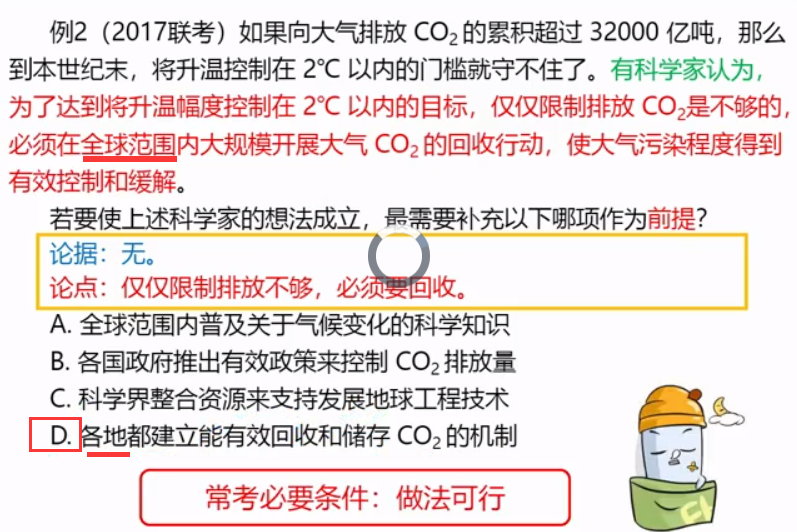 例2（2017联考）如果向大气排放 CO₂的累积超过 32000 亿吨，那么
到本世纪末，将升温控制在 2℃ 以内的门槛就守不住了。有科学家认为，
为了达到将升温幅度控制在 2℃ 以内的目标，仅仅限制排放 CO₂是不够的，
必须在全球范围内大规模开展大气 CO₂的回收行动，使大气污染程度得到
有效控制和缓解。
若要使上述科学家的想法成立，最需要补充以下哪项作为前提？
论据：无。
论点：仅仅限制排放不够，必须要回收。
A. 全球范围内普及关于气候变化的科学知识
B. 各国政府推出有效政策来控制 CO₂排放量
C. 科学界整合资源来支持发展地球工程技术
D. 各地都建立能有效回收和储存 CO₂的机制
常考必要条件：做法可行